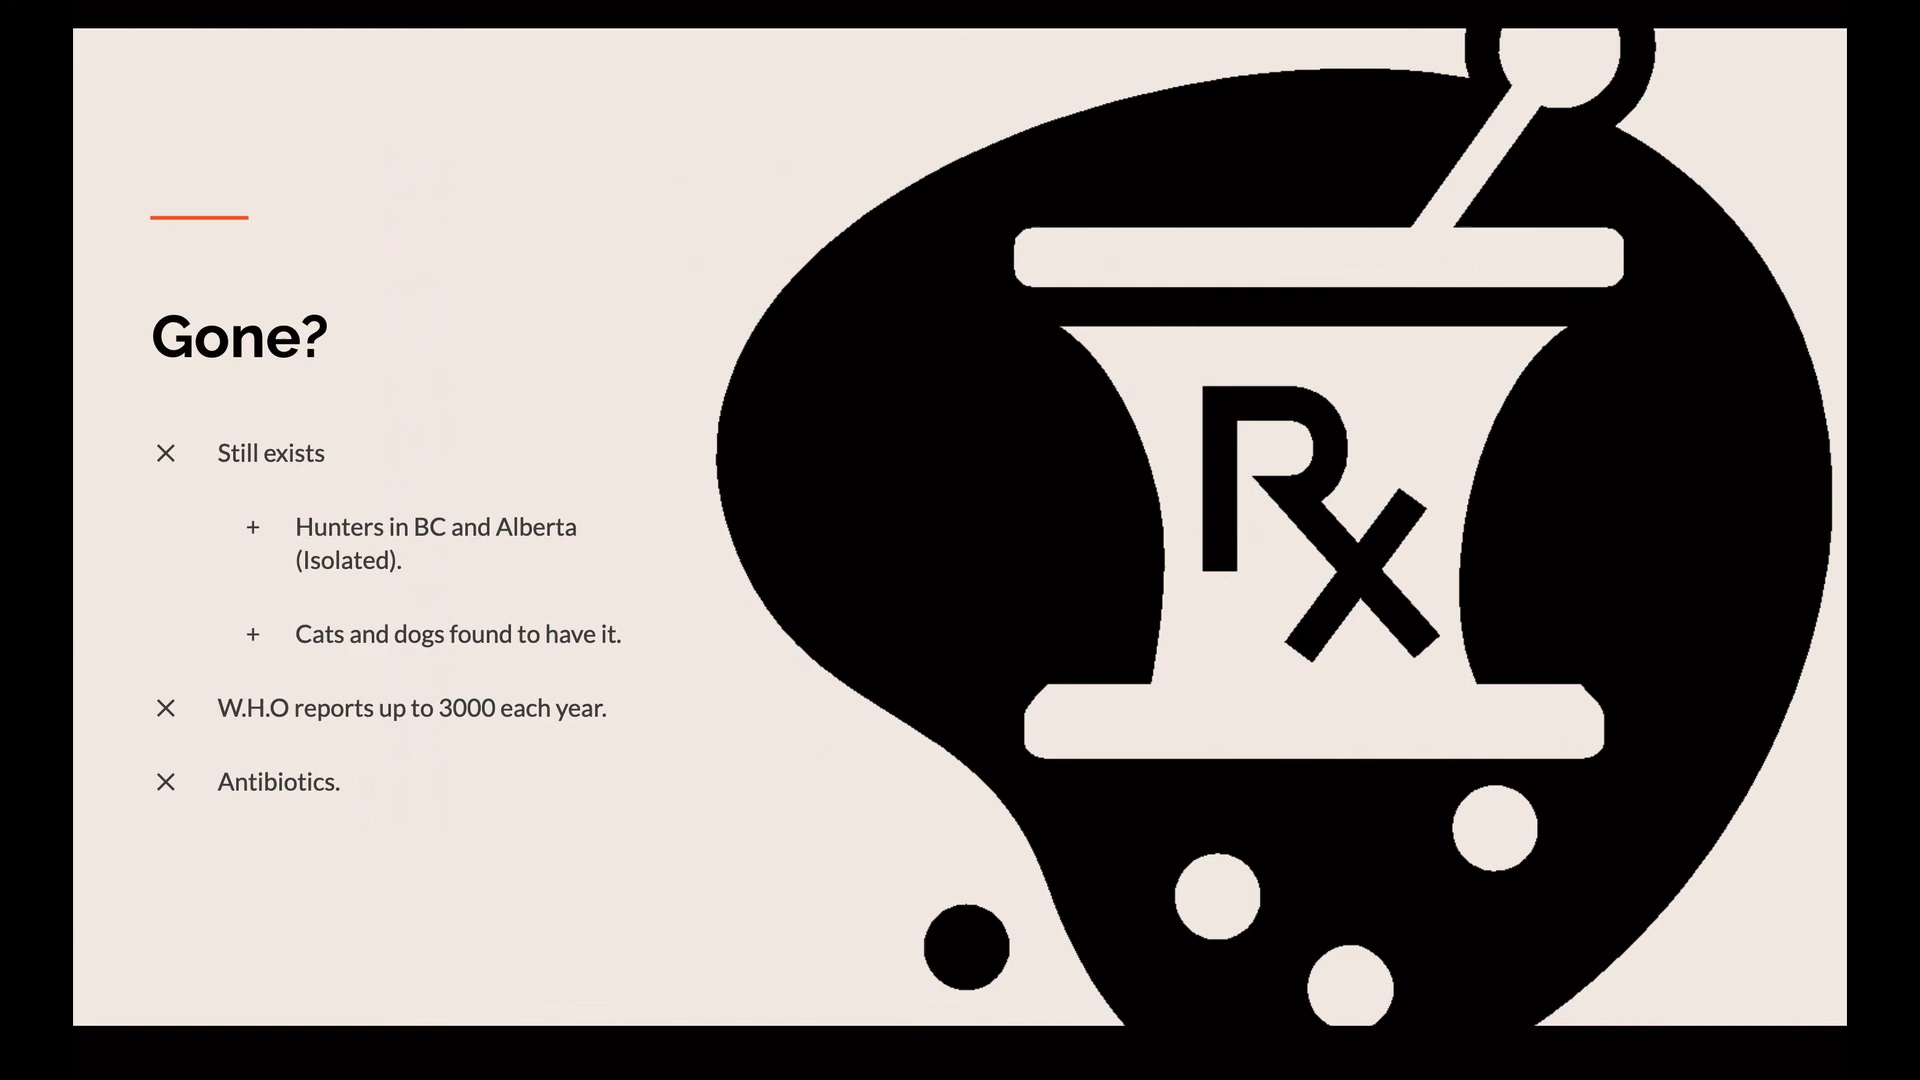 Gone?
Still exists
Hunters in BC and Alberta
(Isolated).
Cats and dogs found to have it.
W.H.O reports up to 3000 each year.
Antibiotics.
Rx